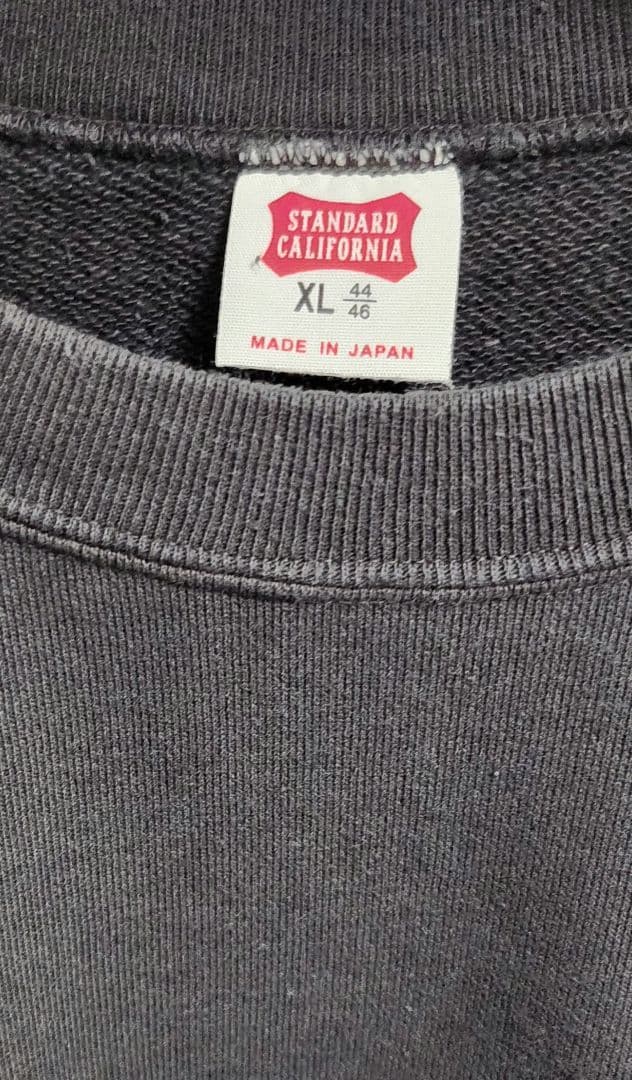 STANDARD
CALIFORNIA
XL 44/46
MADE IN JAPAN